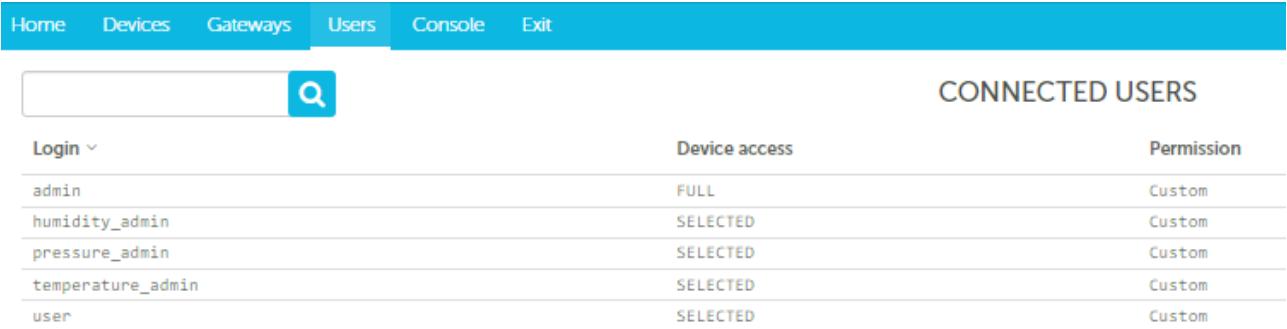 Home Devices Gateways Users Console Exit
CONNECTED USERS
Login Device access Permission
admin FULL Custom
humidity_admin SELECTED Custom
pressure_admin SELECTED Custom
temperature_admin SELECTED Custom
user SELECTED Custom